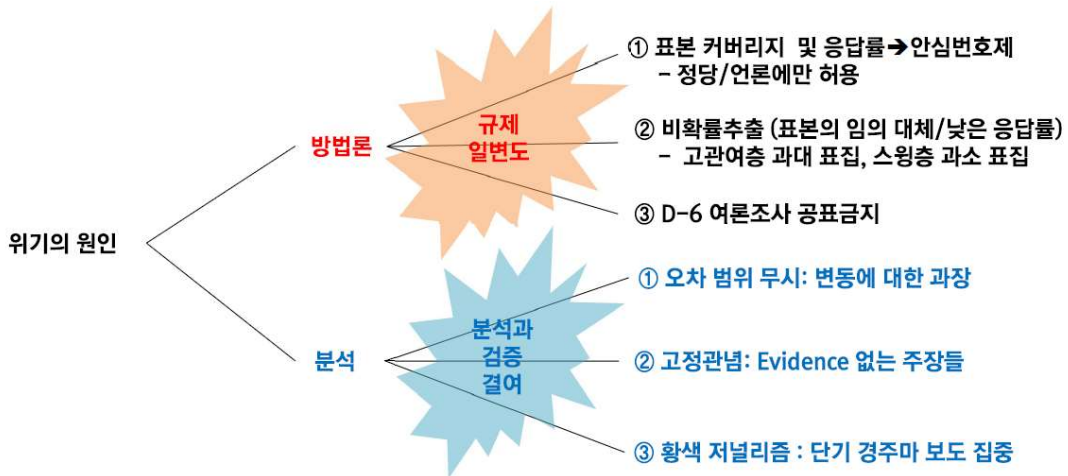 위기의 원인
방법론
규제
일변도
① 표본 커버리지 및 응답률➔안심번호제
– 정당/언론에만 허용
② 비확률추출 (표본의 임의 대체/낮은 응답률)
– 고관여층 과대 표집, 스윙층 과소 표집
③ D-6 여론조사 공표금지
분석
분석과
검증
결여
① 오차 범위 무시: 변동에 대한 과장
② 고정관념: Evidence 없는 주장들
③ 황색 저널리즘 : 단기 경주마 보도 집중